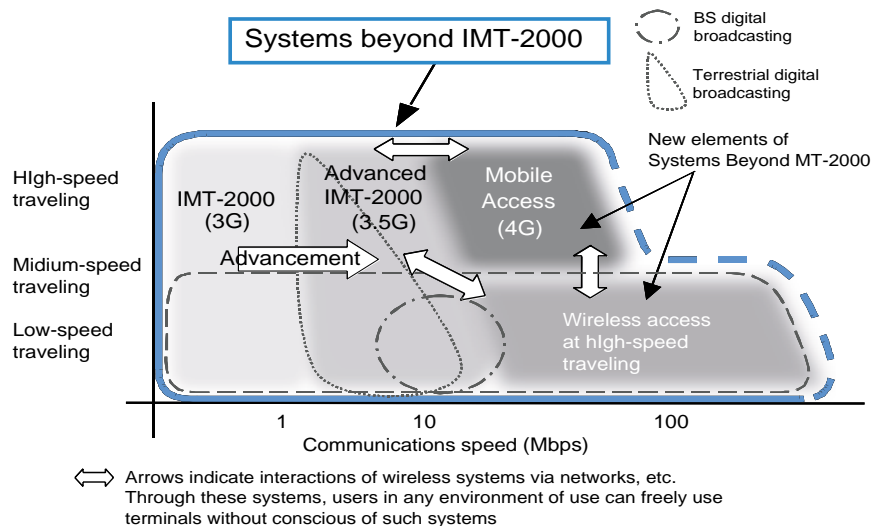 Systems beyond IMT-2000
BS digital
broadcasting
Terrestrial digital
broadcasting
New elements of
Systems Beyond MT-2000
HIgh-speed
traveling
Midium-speed
traveling
Low-speed
traveling
IMT-2000
(3G)
Advanced
IMT-2000
(3.5G)
Mobile
Access
(4G)
Advancement
Wireless access
at hIgh-speed
traveling
1
10
100
Communications speed (Mbps)
Arrows indicate interactions of wireless systems via networks, etc.
Through these systems, users in any environment of use can freely use
terminals without conscious of such systems